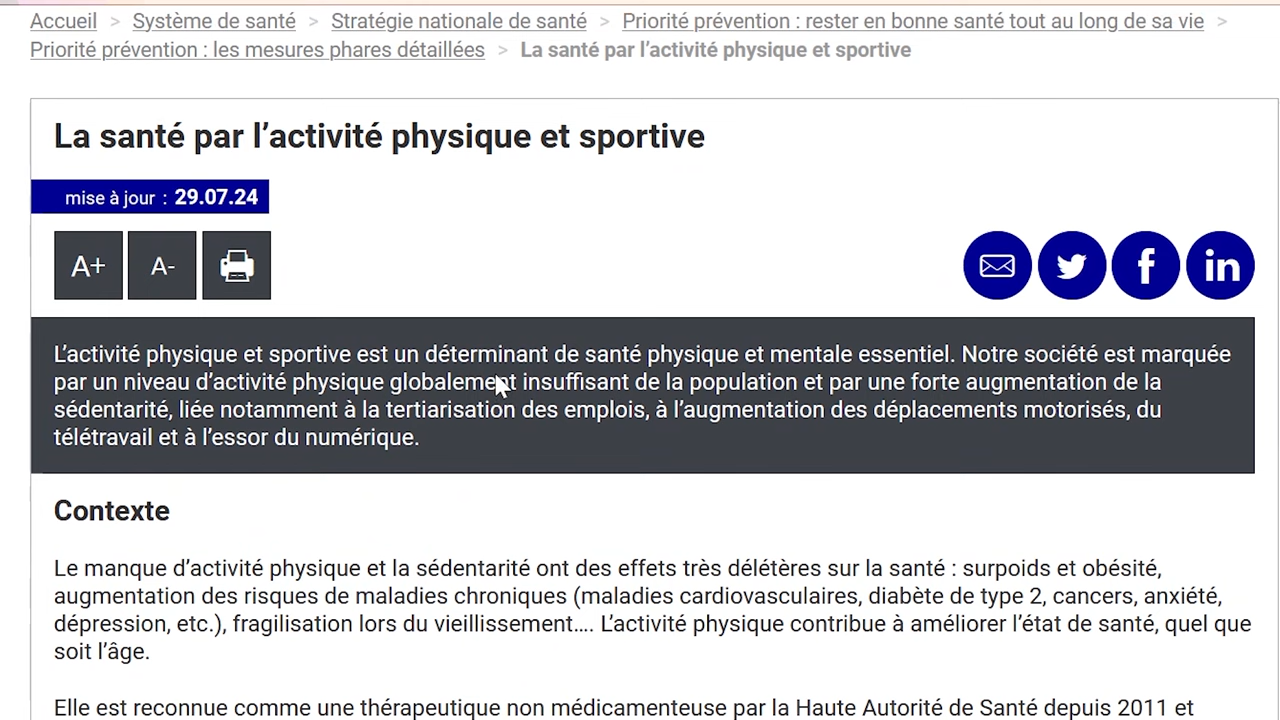 Accueil > Système de santé > Stratégie nationale de santé > Priorité prévention : rester en bonne santé tout au long de sa vie >
Priorité prévention : les mesures phares détaillées > La santé par l’activité physique et sportive
La santé par l’activité physique et sportive
mise à jour : 29.07.24
A+ A-
f in
L’activité physique et sportive est un déterminant de santé physique et mentale essentiel. Notre société est marquée
par un niveau d’activité physique globalement insuffisant de la population et par une forte augmentation de la
sédentarité, liée notamment à la tertiarisation des emplois, à l’augmentation des déplacements motorisés, du
télétravail et à l’essor du numérique.
Contexte
Le manque d’activité physique et la sédentarité ont des effets très délétères sur la santé : surpoids et obésité,
augmentation des risques de maladies chroniques (maladies cardiovasculaires, diabète de type 2, cancers, anxiété,
dépression, etc.), fragilisation lors du vieillissement.... L’activité physique contribue à améliorer l’état de santé, quel que
soit l’âge.
Elle est reconnue comme une thérapeutique non médicamenteuse par la Haute Autorité de Santé depuis 2011 et